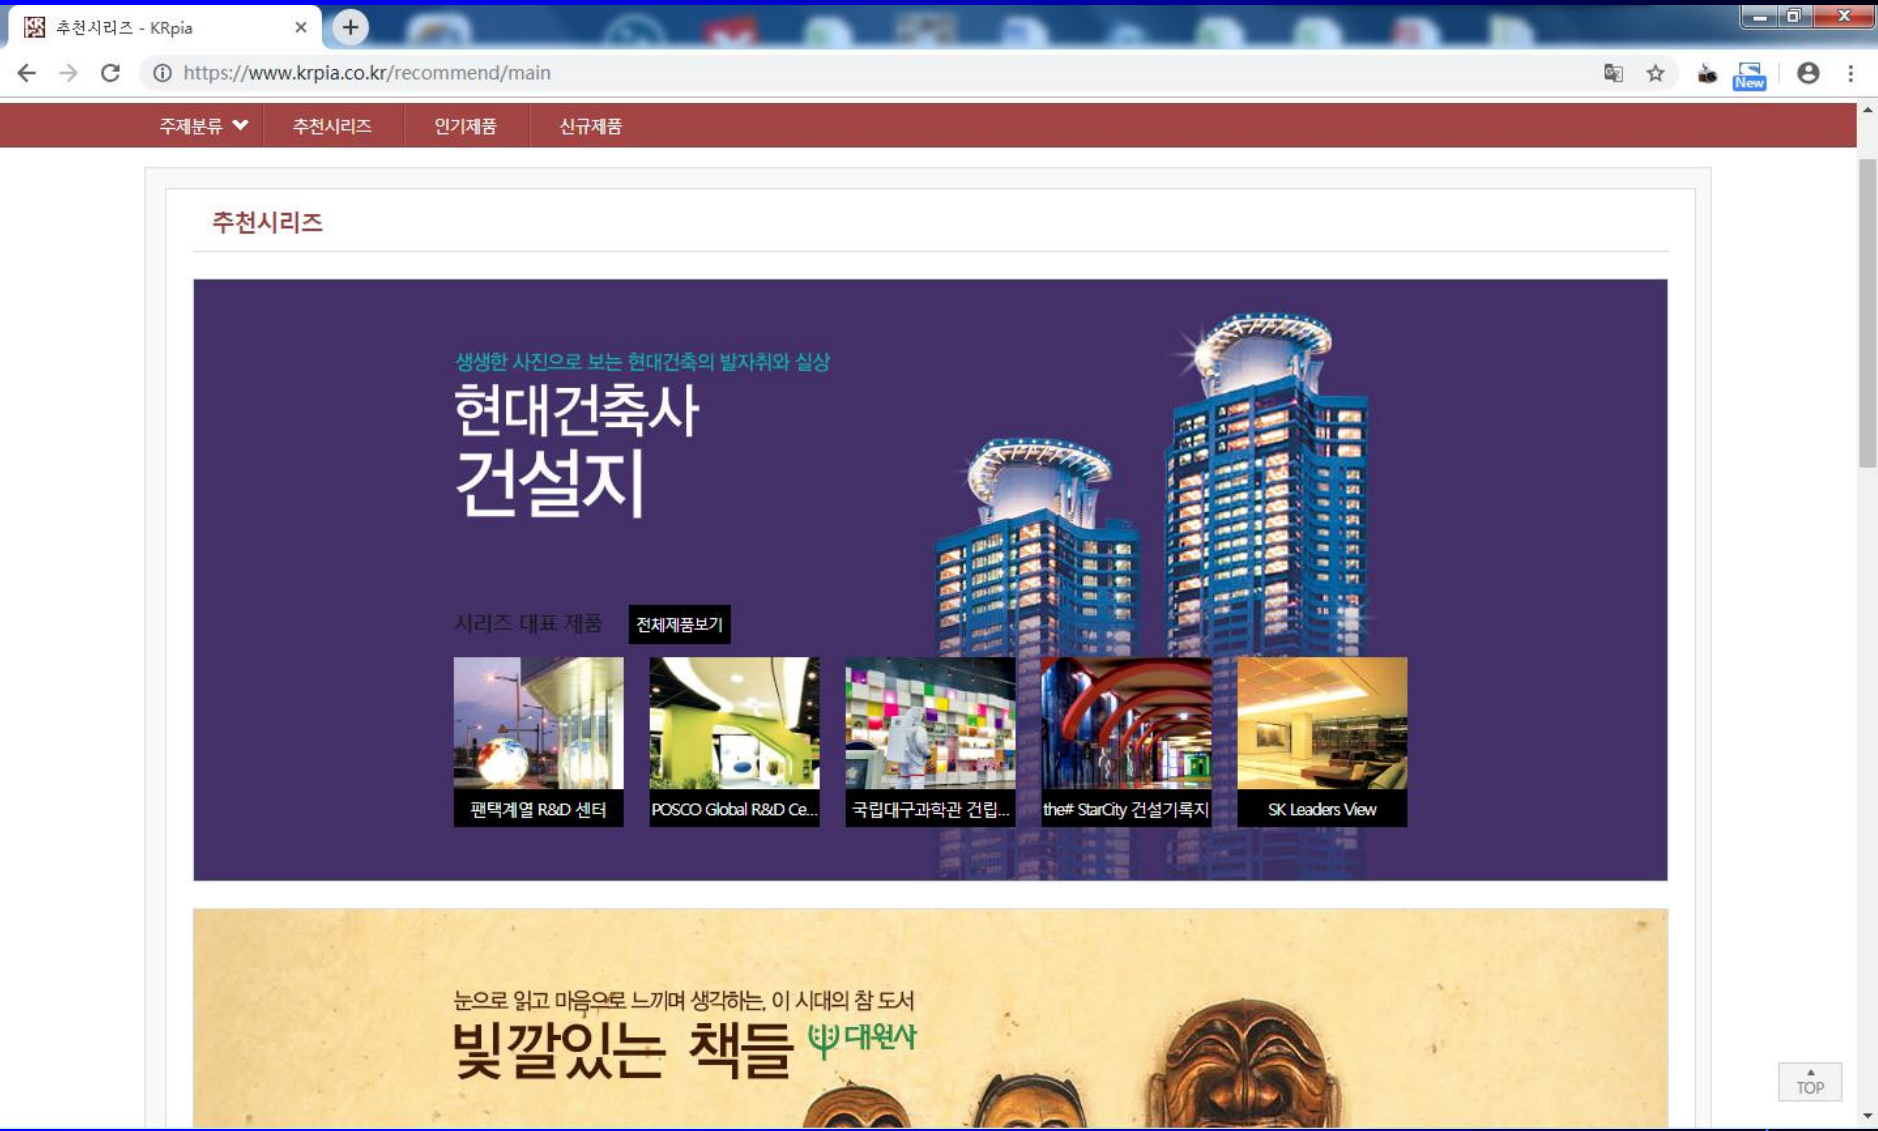 추천시리즈 - KRpia
https://www.krpia.co.kr/recommend/main
New
주제분류 추천시리즈 인기제품 신규제품
추천시리즈
생생한 사진으로 보는 현대건축의 발자취와 실상
현대건축사
건설지
시리즈 대표 제품 전체제품보기
팬택계열 R&D 센터 POSCO Global R&D Ce... 국립대구과학관 건립... the# StarCity 건설기록지 SK Leaders View
눈으로 읽고 마음으로 느끼며 생각하는, 이 시대의 참 도서
빛깔있는 책들 대원사
TOP